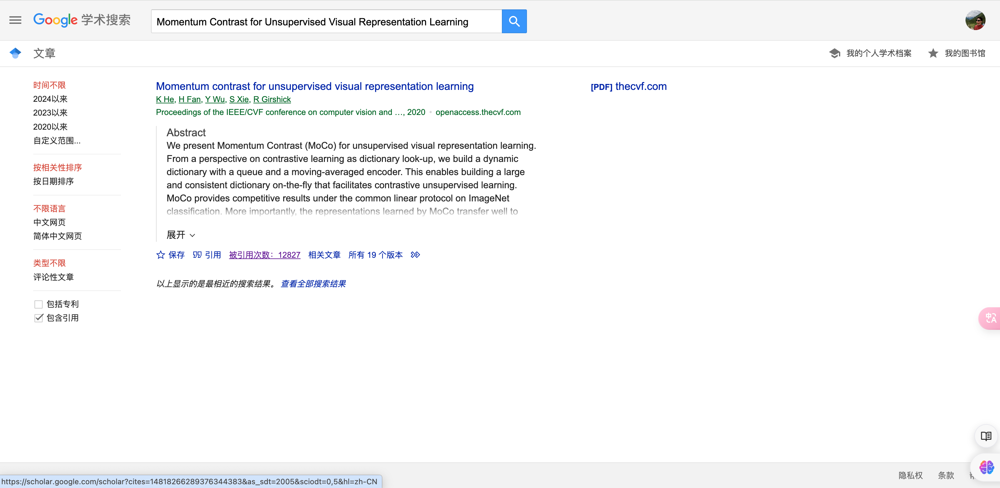 Google 学术搜索
Momentum Contrast for Unsupervised Visual Representation Learning
文章
我的个人学术档案
我的图书馆
时间不限
2024以来
2023以来
2020以来
自定义范围...
按相关性排序
按日期排序
不限语言
中文网页
简体中文网页
类型不限
评论性文章
包括专利
包含引用
Momentum contrast for unsupervised visual representation learning
K He, H Fan, Y Wu, S Xie, R Girshick
Proceedings of the IEEE/CVF conference on computer vision and …, 2020 • openaccess.thecvf.com
Abstract
We present Momentum Contrast (MoCo) for unsupervised visual representation learning.
From a perspective on contrastive learning as dictionary look-up, we build a dynamic
dictionary with a queue and a moving-averaged encoder. This enables building a large
and consistent dictionary on-the-fly that facilitates contrastive unsupervised learning.
MoCo provides competitive results under the common linear protocol on ImageNet
classification. More importantly, the representations learned by MoCo transfer well to
展开
保存 引用 被引用次数：12827 相关文章 所有 19 个版本
以上显示的是最相近的搜索结果。 查看全部搜索结果
[PDF] thecvf.com
隐私权 条款
https://scholar.google.com/scholar?cites=14818266289376344383&as_sdt=2005&sciodt=0,5&hl=zh-CN